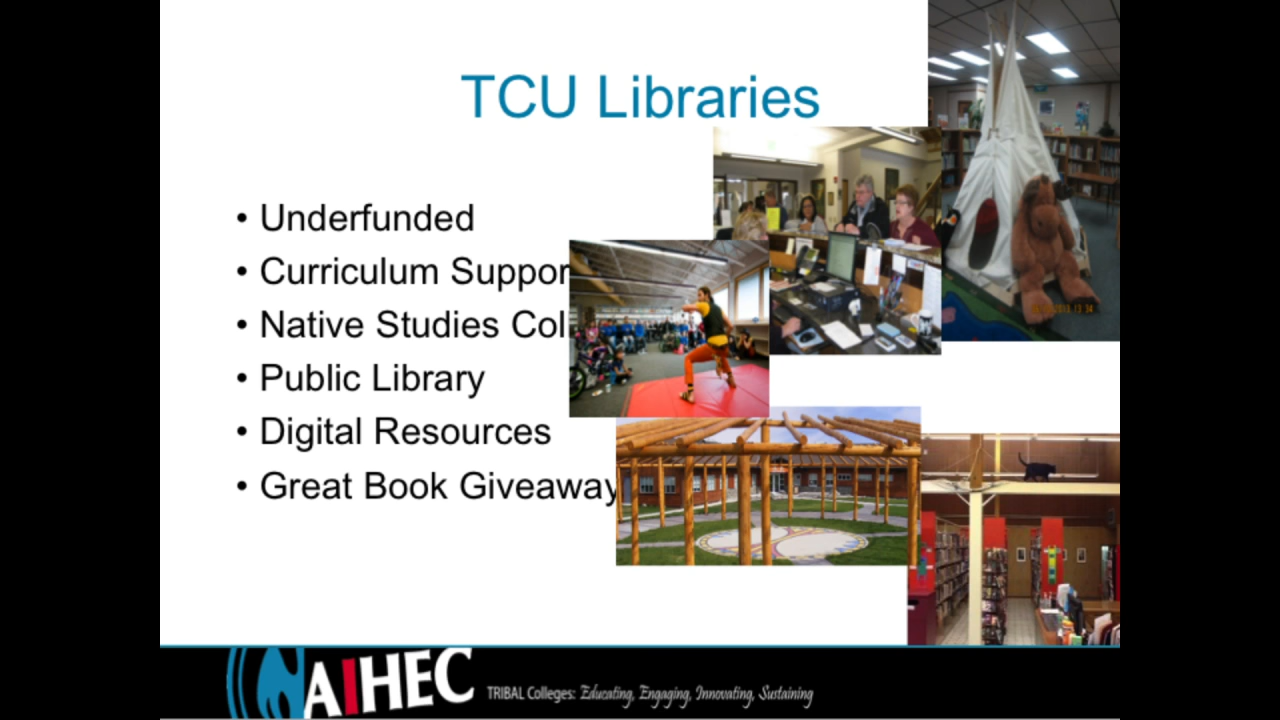 TCU Libraries
• Underfunded
• Curriculum Suppor
• Native Studies Col
• Public Library
• Digital Resources
• Great Book Giveaway
AIHEC
TRIBAL Colleges: Educating, Engaging, Innovating, Sustaining